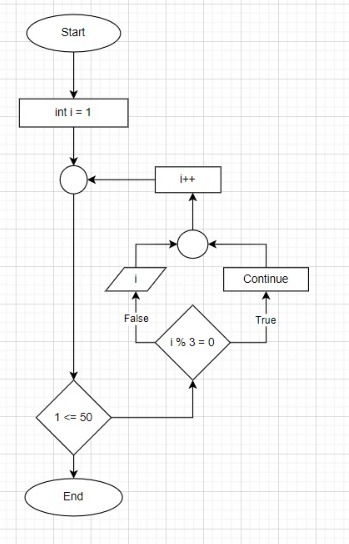 Start
int i = 1
i++
i
Continue
False
True
i % 3 = 0
1 <= 50
End